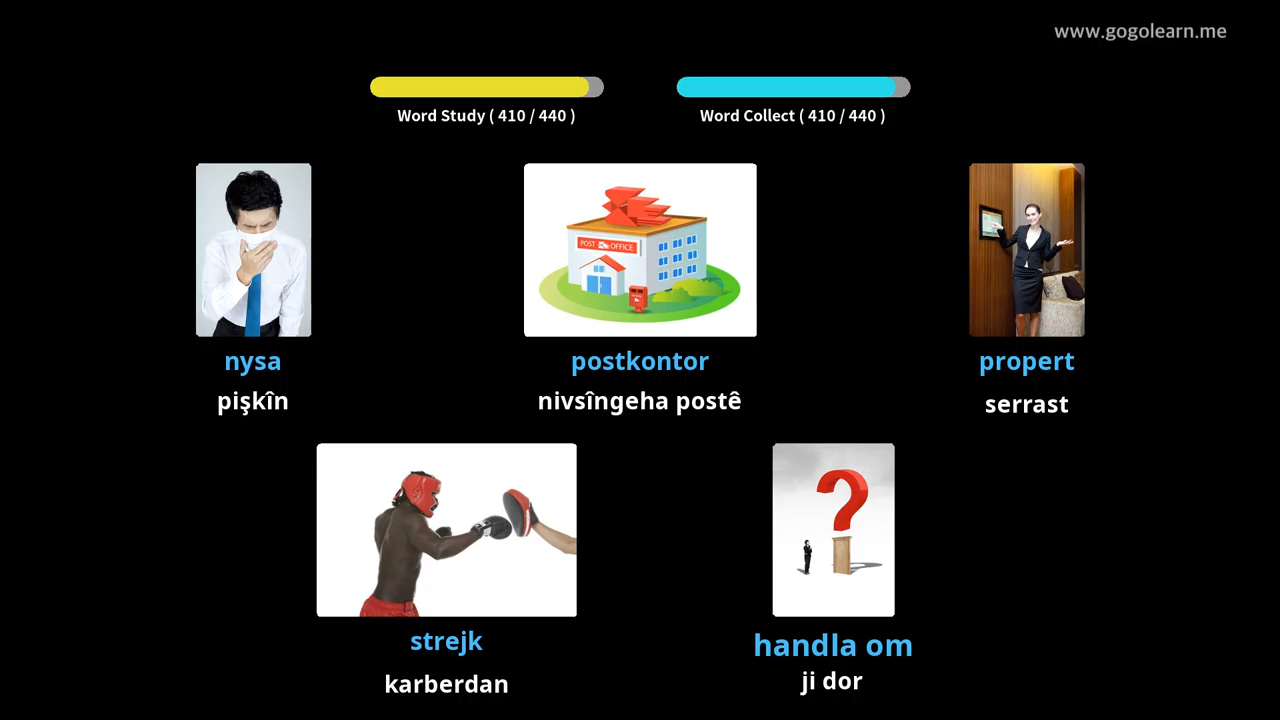 www.gogolearn.me
Word Study ( 410 / 440 )
Word Collect ( 410 / 440 )
POST OFFICE
nysa
postkontor
propert
pişkîn
nivsîngeha postê
serrast
strejk
handla om
karberdan
ji dor